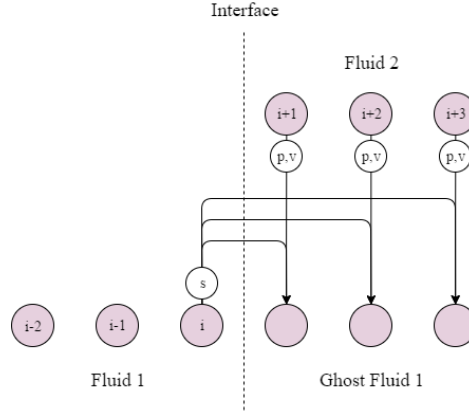 Interface
Fluid 2
i+1 i+2 i+3
p,v p,v p,v
s
i-2 i-1 i
Fluid 1 Ghost Fluid 1